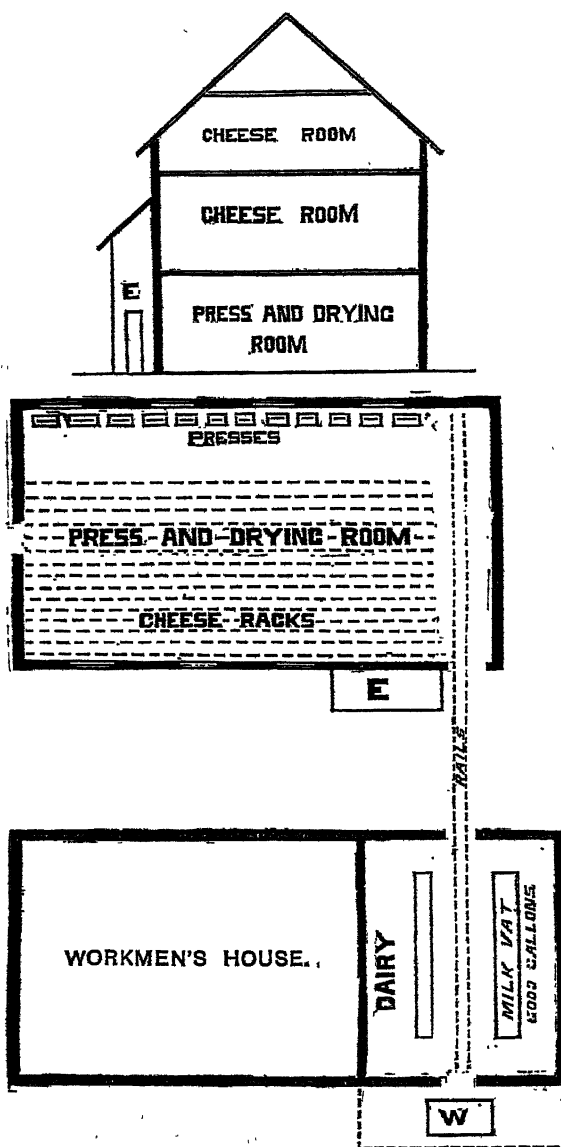 CHEESE ROOM
CHEESE ROOM
E
PRESS AND DRYING
ROOM
PRESSES
PRESS AND DRYING ROOM
CHEESE RACKS
E
RAILS
WORKMEN'S HOUSE.
DAIRY
MILK VAT
GALLONS
W